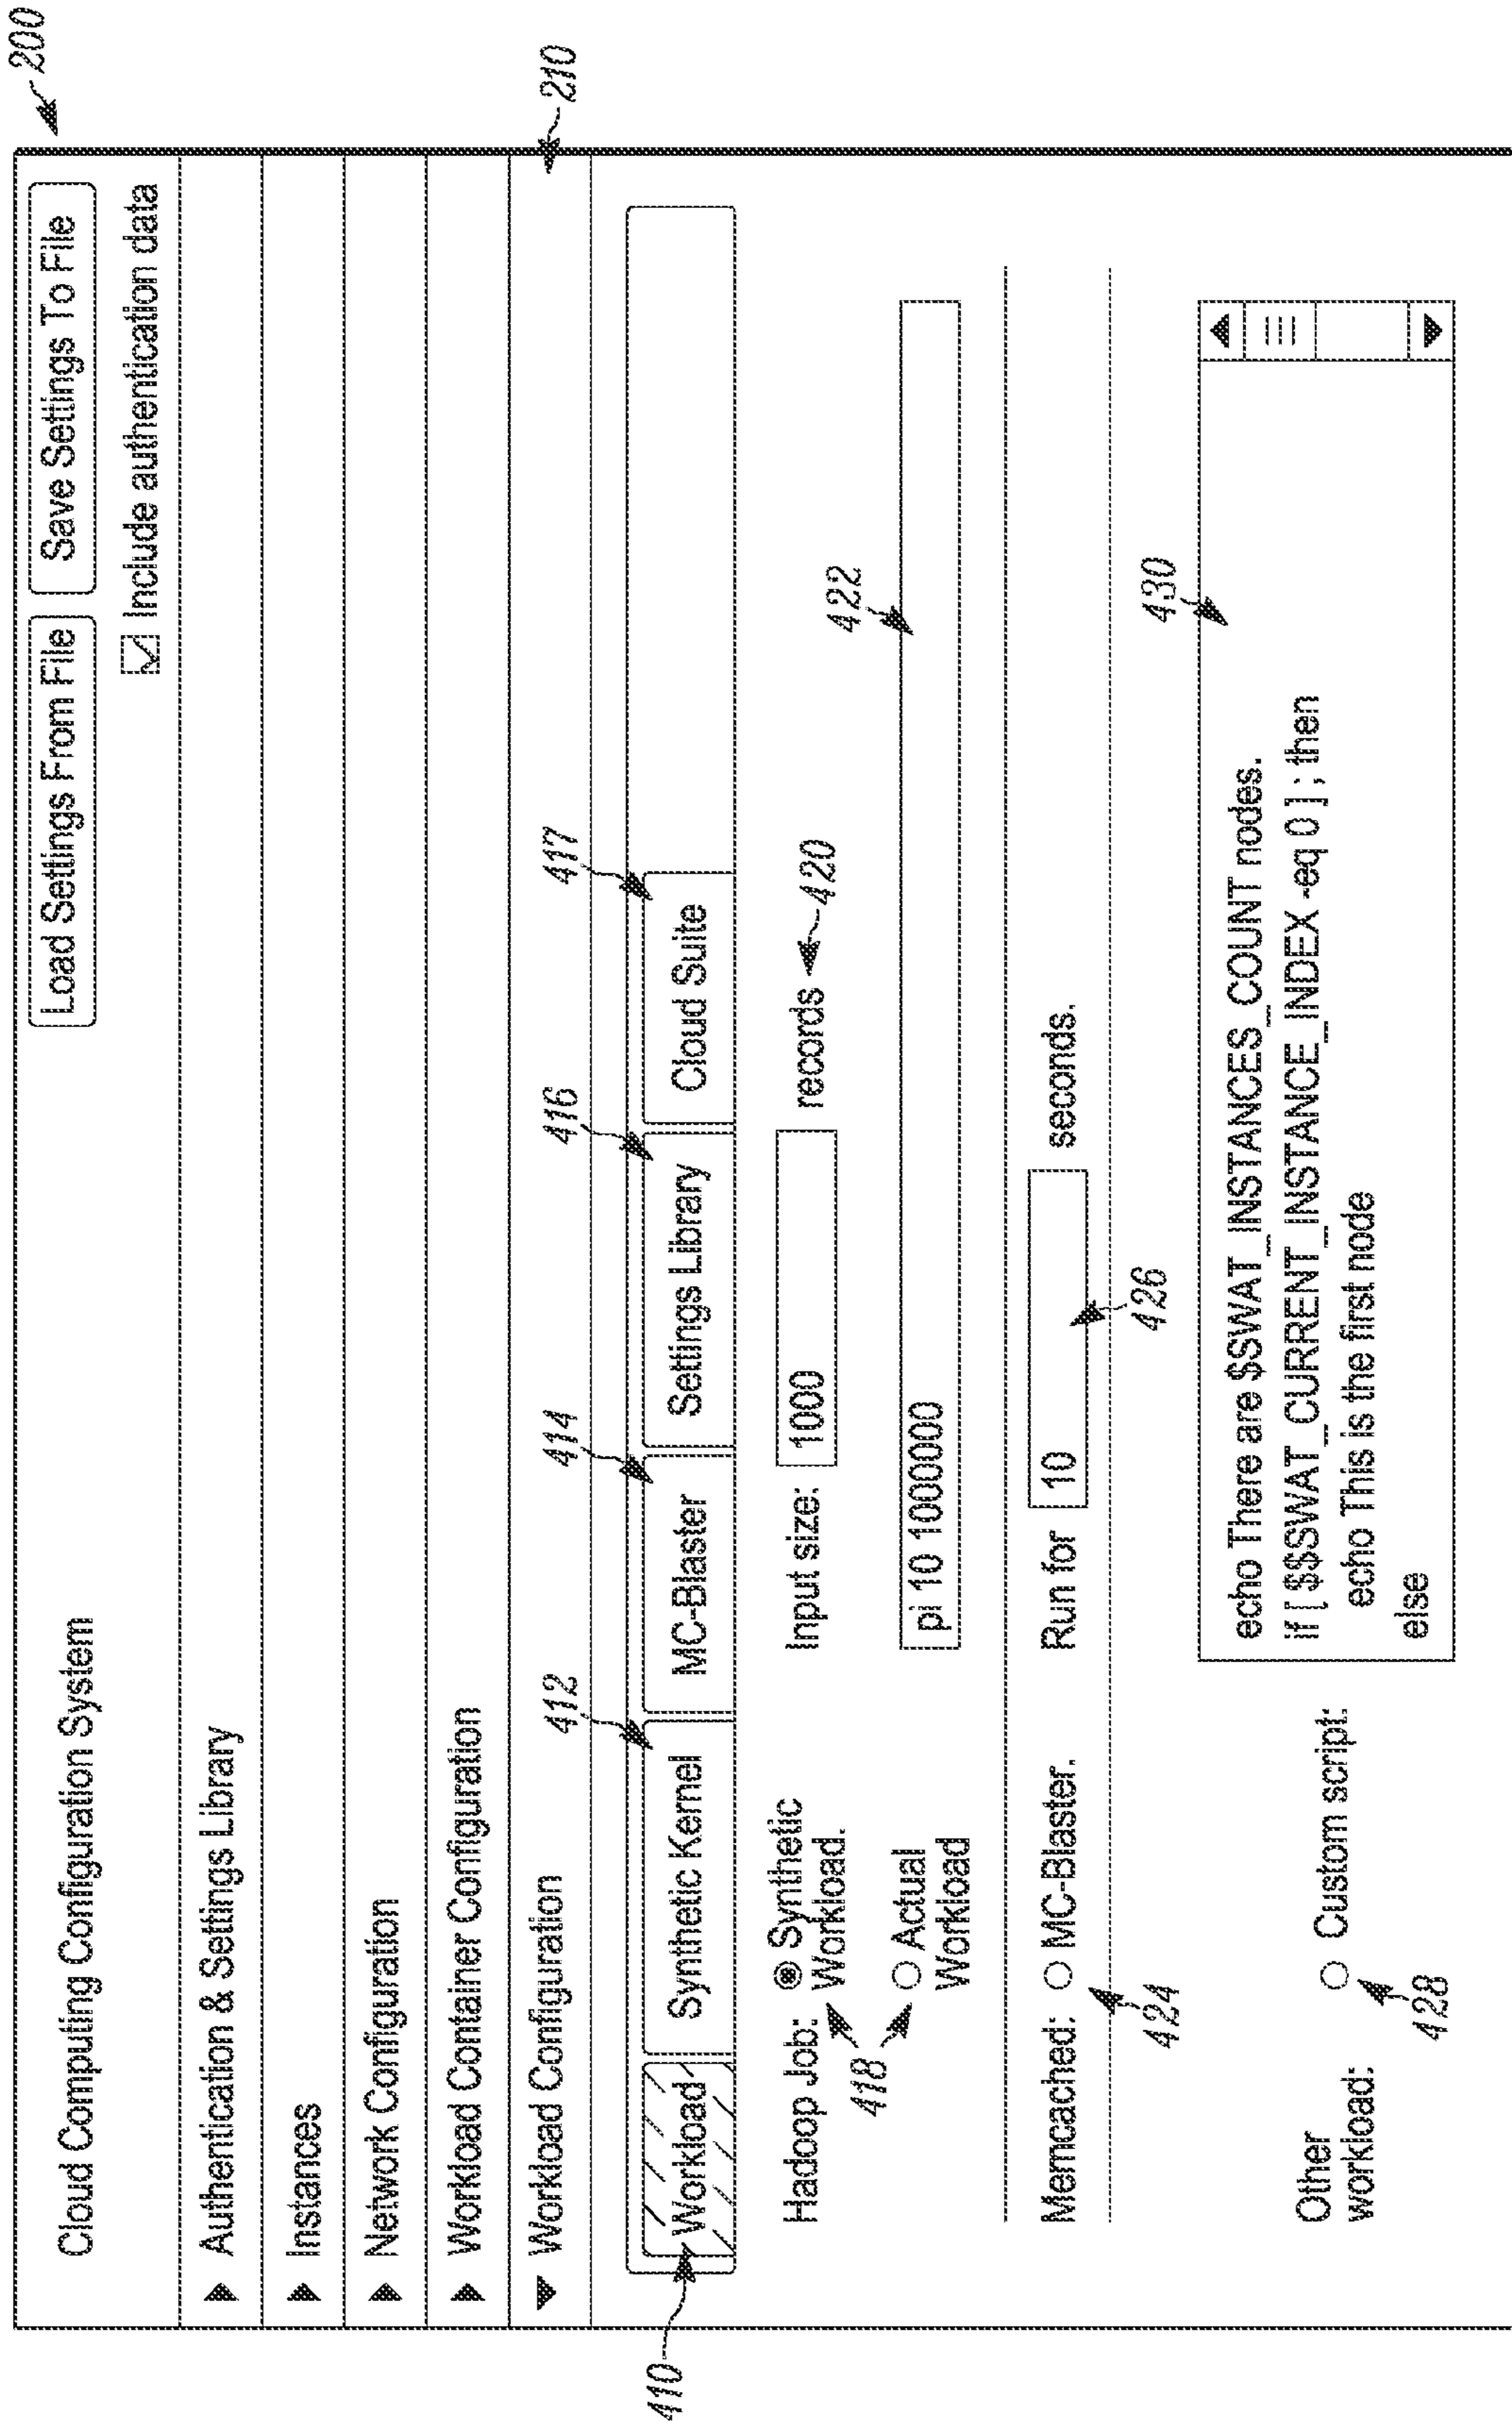 200
Cloud Computing Configuration System
Load Settings From File
Save Settings To File
Include authentication data
Authentication & Settings Library
Instances
Network Configuration
Workload Container Configuration
Workload Configuration
210
410
412
414
416
417
Workload
Synthetic Kernel
MC-Blaster
Settings Library
Cloud Suite
Hadoop Job:
Synthetic
Workload.
Input size:
1000
records
420
418
Actual
Workload
pi 10 100000
422
Memcached:
MC-Blaster.
Run for
10
seconds.
424
426
430
Other
workload:
Custom script:
428
echo There are $SWAT_INSTANCES_COUNT nodes.
if [ $$SWAT_CURRENT_INSTANCE_INDEX -eq 0 ] ; then
echo This is the first node
else